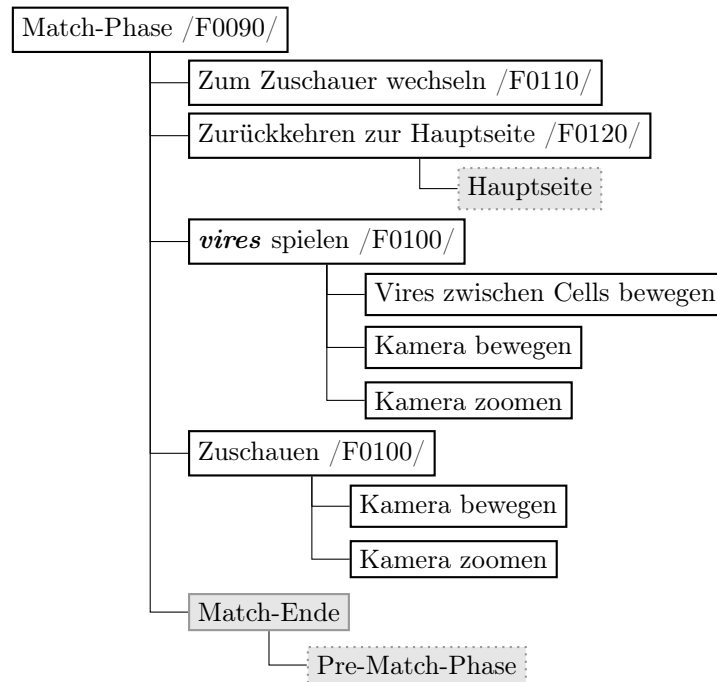 Match-Phase /F0090/
Zum Zuschauer wechseln /F0110/
Zurückkehren zur Hauptseite /F0120/
Hauptseite
vires spielen /F0100/
Vires zwischen Cells bewegen
Kamera bewegen
Kamera zoomen
Zuschauen /F0100/
Kamera bewegen
Kamera zoomen
Match-Ende
Pre-Match-Phase